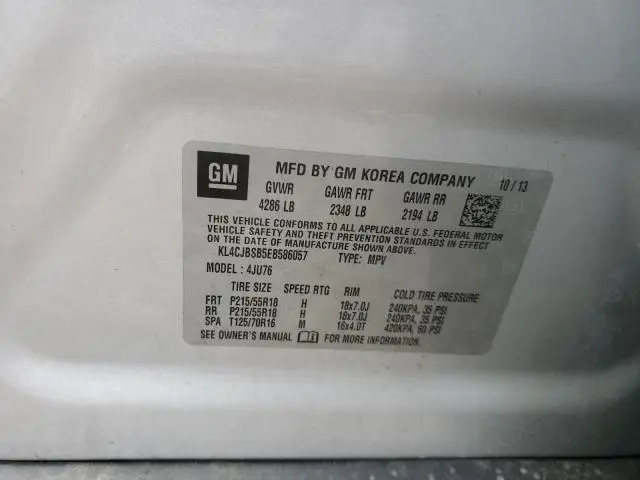 GM MFD BY GM KOREA COMPANY 10/13
GVWR GAWR FRT GAWR RR
4286 LB 2348 LB 2194 LB
THIS VEHICLE CONFORMS TO ALL APPLICABLE U.S. FEDERAL MOTOR
VEHICLE SAFETY, BUMPER, AND THEFT PREVENTION STANDARDS IN EFFECT
ON THE DATE OF MANUFACTURE SHOWN ABOVE.
KL4CJBSB5EB586057 TYPE: MPV
MODEL: 4JU76
TIRE SIZE SPEED RTG RIM COLD TIRE PRESSURE
FRT P215/55R18 H 18x7.0J 240KPA, 35 PSI
RR P215/55R18 H 18x7.0J 240KPA, 35 PSI
SPA T125/70R16 M 16x4.0T 420KPA, 60 PSI
SEE OWNER'S MANUAL FOR MORE INFORMATION.